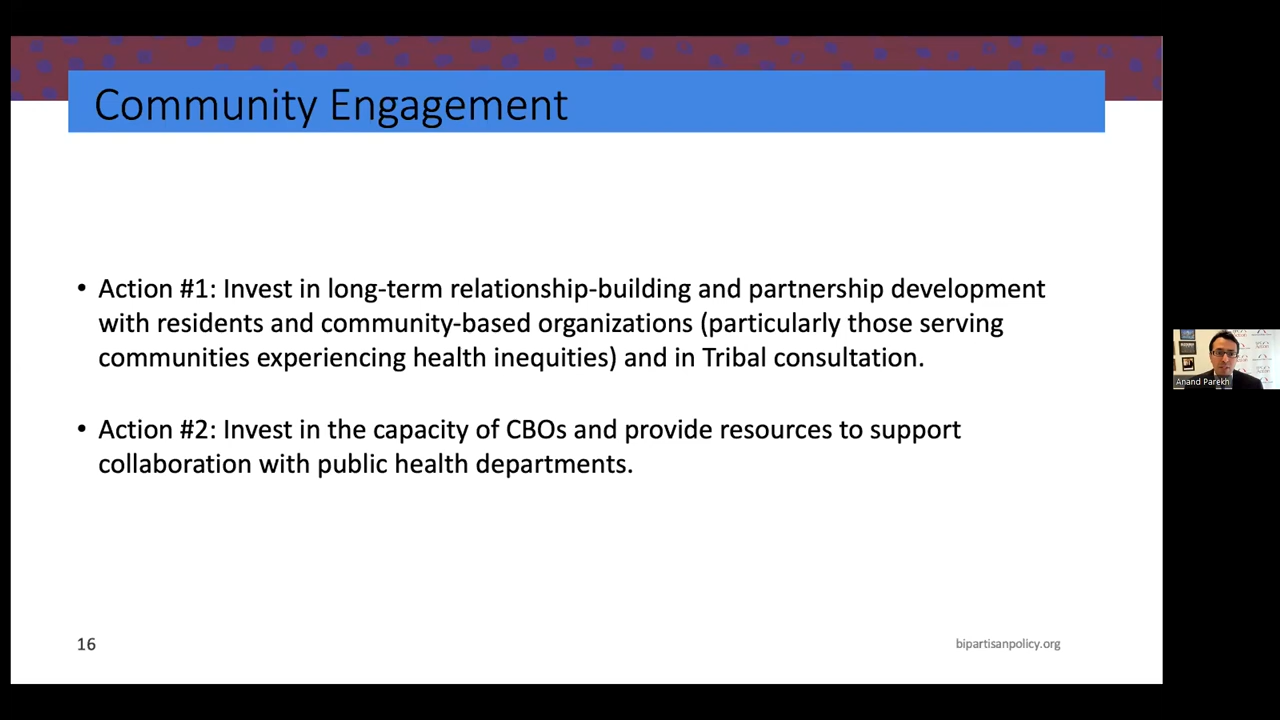 Community Engagement
• Action #1: Invest in long-term relationship-building and partnership development
with residents and community-based organizations (particularly those serving
communities experiencing health inequities) and in Tribal consultation.
• Action #2: Invest in the capacity of CBOs and provide resources to support
collaboration with public health departments.
16
bipartisanpolicy.org
Anand Parekh